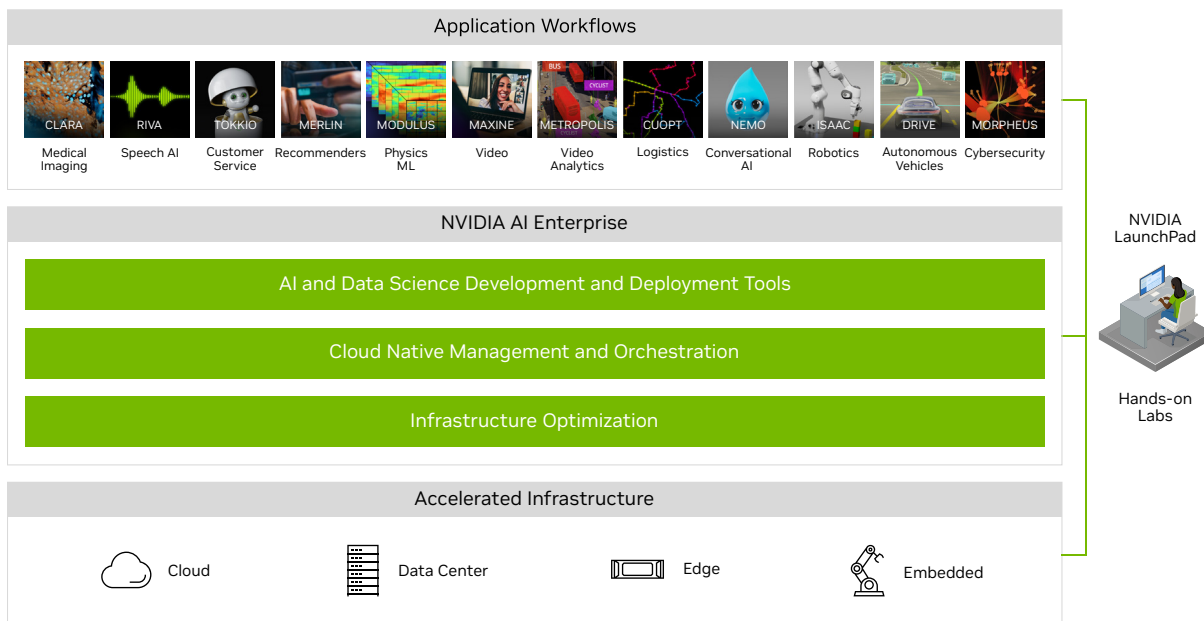 Application Workflows
BUS
CYCLIST
CLARA
RIVA
TOKKIO
MERLIN
MODULUS
MAXINE
METROPOLIS
CUOPT
NEMO
ISAAC
DRIVE
MORPHEUS
Medical
Imaging
Speech AI
Customer
Service
Recommenders
Physics
ML
Video
Video
Analytics
Logistics
Conversational
AI
Robotics
Autonomous
Vehicles
Cybersecurity
NVIDIA AI Enterprise
AI and Data Science Development and Deployment Tools
Cloud Native Management and Orchestration
Infrastructure Optimization
Accelerated Infrastructure
Cloud
Data Center
Edge
Embedded
NVIDIA
LaunchPad
Hands-on
Labs